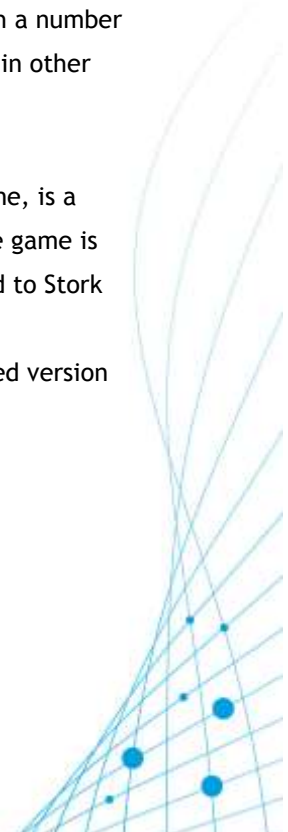 n a number
in other
ne, is a
e game is
d to Stork
ed version